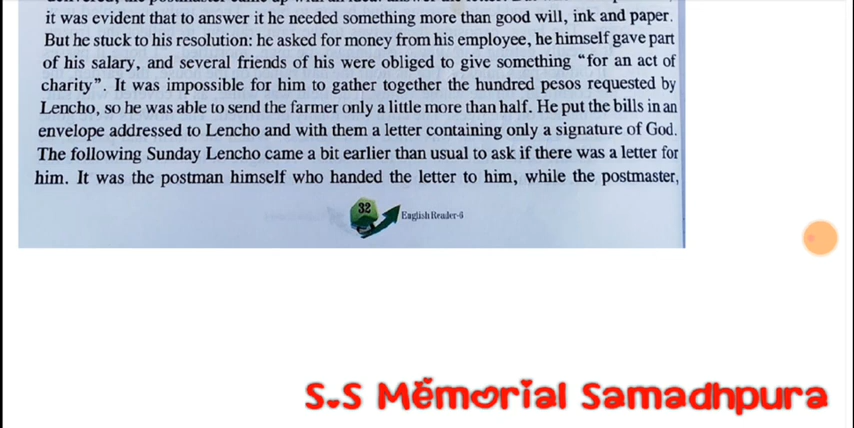 it was evident that to answer it he needed something more than good will, ink and paper.
But he stuck to his resolution: he asked for money from his employee, he himself gave part
of his salary, and several friends of his were obliged to give something “for an act of
charity”. It was impossible for him to gather together the hundred pesos requested by
Lencho, so he was able to send the farmer only a little more than half. He put the bills in an
envelope addressed to Lencho and with them a letter containing only a signature of God.
The following Sunday Lencho came a bit earlier than usual to ask if there was a letter for
him. It was the postman himself who handed the letter to him, while the postmaster,
32
English Reader-6
S.S Memorial Samadhpura